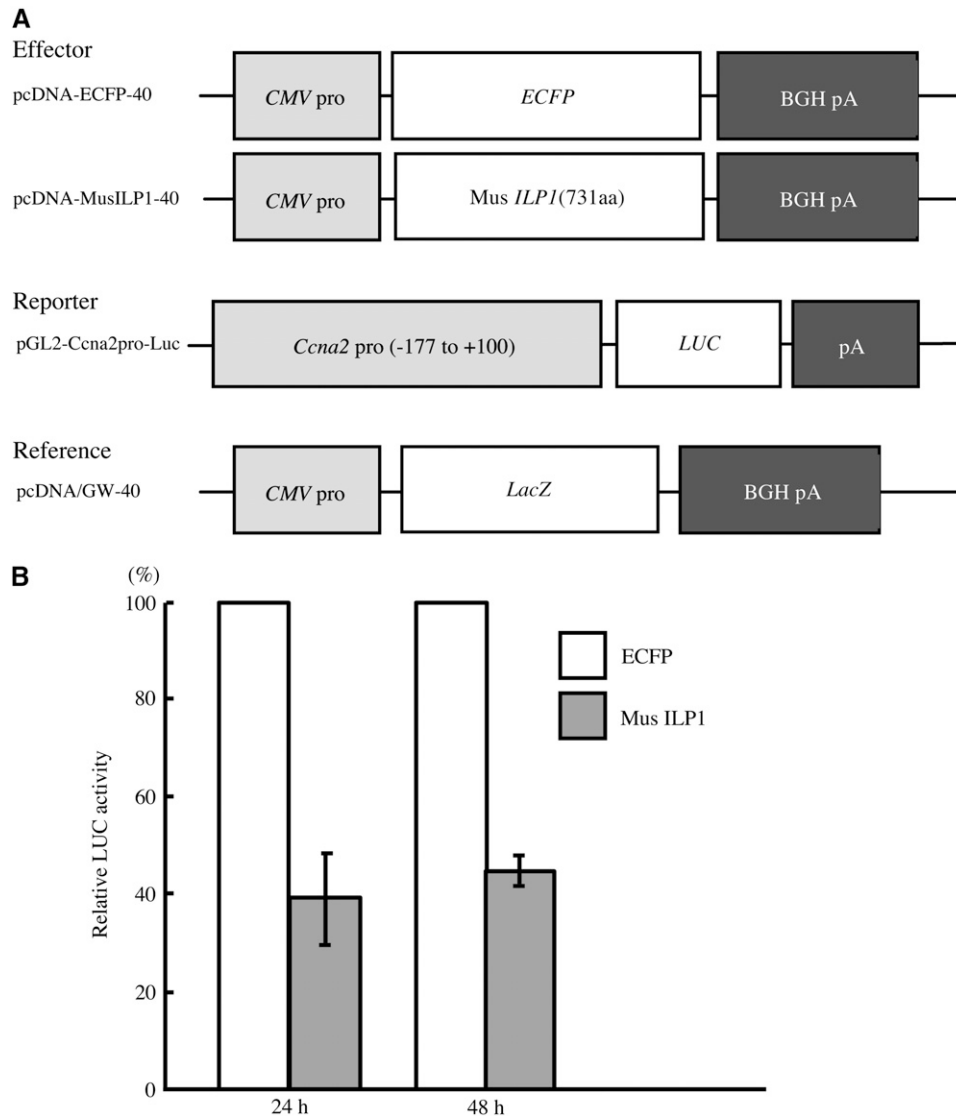 A
Effector
pcDNA-ECFP-40
CMV pro
ECFP
BGH pA
pcDNA-MusILP1-40
CMV pro
Mus ILP1(731aa)
BGH pA
Reporter
pGL2-Ccna2pro-Luc
Ccna2 pro (-177 to +100)
LUC
pA
Reference
pcDNA/GW-40
CMV pro
LacZ
BGH pA
B
(%)
100
80
60
40
20
0
Relative LUC activity
24 h
48 h
ECFP
Mus ILP1